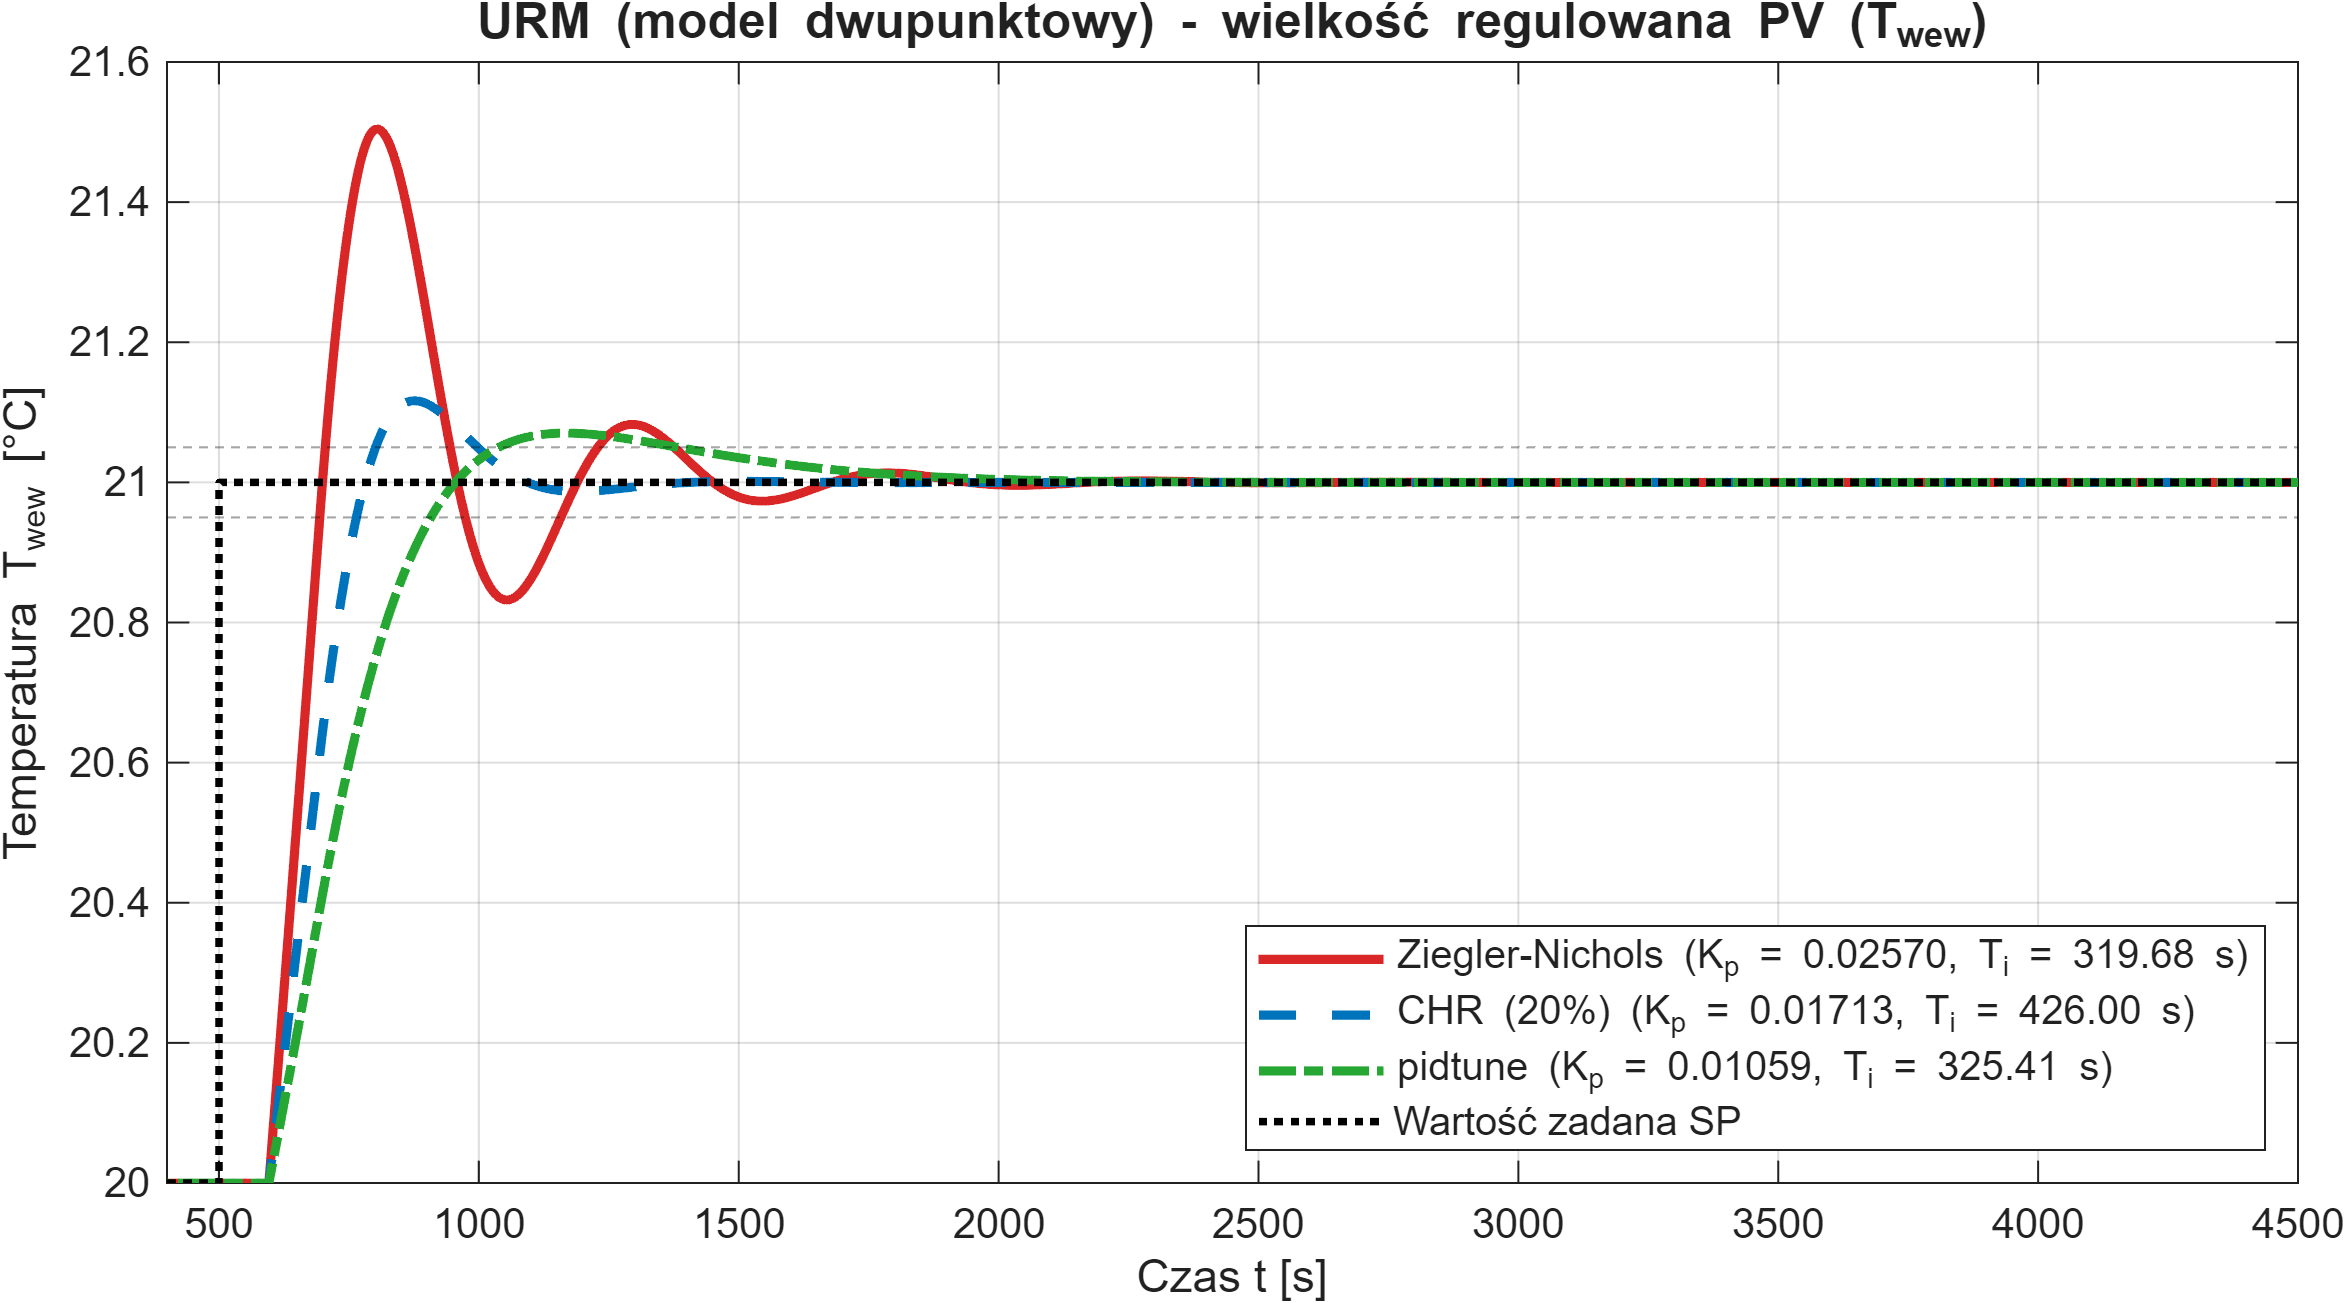 URM (model dwupunktowy) - wielkość regulowana PV (Twew)
Temperatura Twew [°C]
21.6
21.4
21.2
21
20.8
20.6
20.4
20.2
20
Ziegler-Nichols (Kp = 0.02570, Ti = 319.68 s)
CHR (20%) (Kp = 0.01713, Ti = 426.00 s)
pidtune (Kp = 0.01059, Ti = 325.41 s)
Wartość zadana SP
500 1000 1500 2000 2500 3000 3500 4000 4500
Czas t [s]